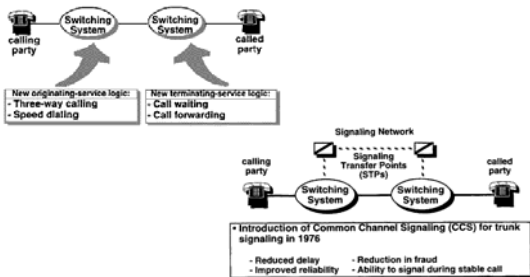 calling
party
Switching
System
Switching
System
called
party
New originating-service logic:
- Three-way calling
- Speed dialing
New terminating-service logic:
- Call waiting
- Call forwarding
Signaling Network
calling
party
Signaling
Transfer Points
(STPs)
called
party
Switching
System
Switching
System
• Introduction of Common Channel Signaling (CCS) for trunk
signaling in 1976
- Reduced delay
- Reduction in fraud
- Improved reliability
- Ability to signal during stable call